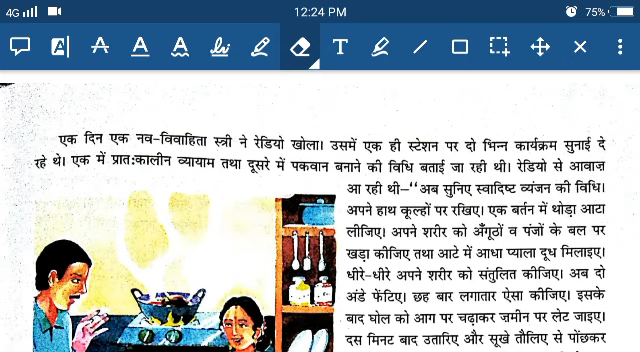 4G
12:24 PM
75%
T
एक दिन एक नव-विवाहिता स्त्री ने रेडियो खोला। उसमें एक ही स्टेशन पर दो भिन्न कार्यक्रम सुनाई दे
रहे थे। एक में प्रात:कालीन व्यायाम तथा दूसरे में पकवान बनाने की विधि बताई जा रही थी। रेडियो से आवाज़
आ रही थी–“अब सुनिए स्वादिष्ट व्यंजन की विधि।
अपने हाथ कूल्हों पर रखिए। एक बर्तन में थोड़ा आटा
लीजिए। अपने शरीर को अँगूठों व पंजों के बल पर
खड़ा कीजिए तथा आटे में आधा प्याला दूध मिलाइए।
धीरे-धीरे अपने शरीर को संतुलित कीजिए। अब दो
अंडे फेंटिए। छह बार लगातार ऐसा कीजिए। इसके
बाद घोल को आग पर चढ़ाकर जमीन पर लेट जाइए।
दस मिनट बाद उतारिए और सूखे तौलिए से पोंछकर